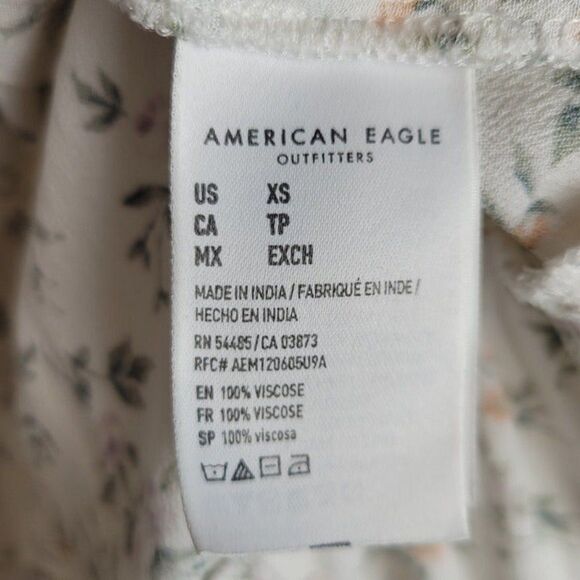 AMERICAN EAGLE
OUTFITTERS
US XS
CA TP
MX EXCH
MADE IN INDIA / FABRIQUÉ EN INDE /
HECHO EN INDIA
RN 54485 / CA 03873
RFC# AEM120605U9A
EN 100% VISCOSE
FR 100% VISCOSE
SP 100% viscosa